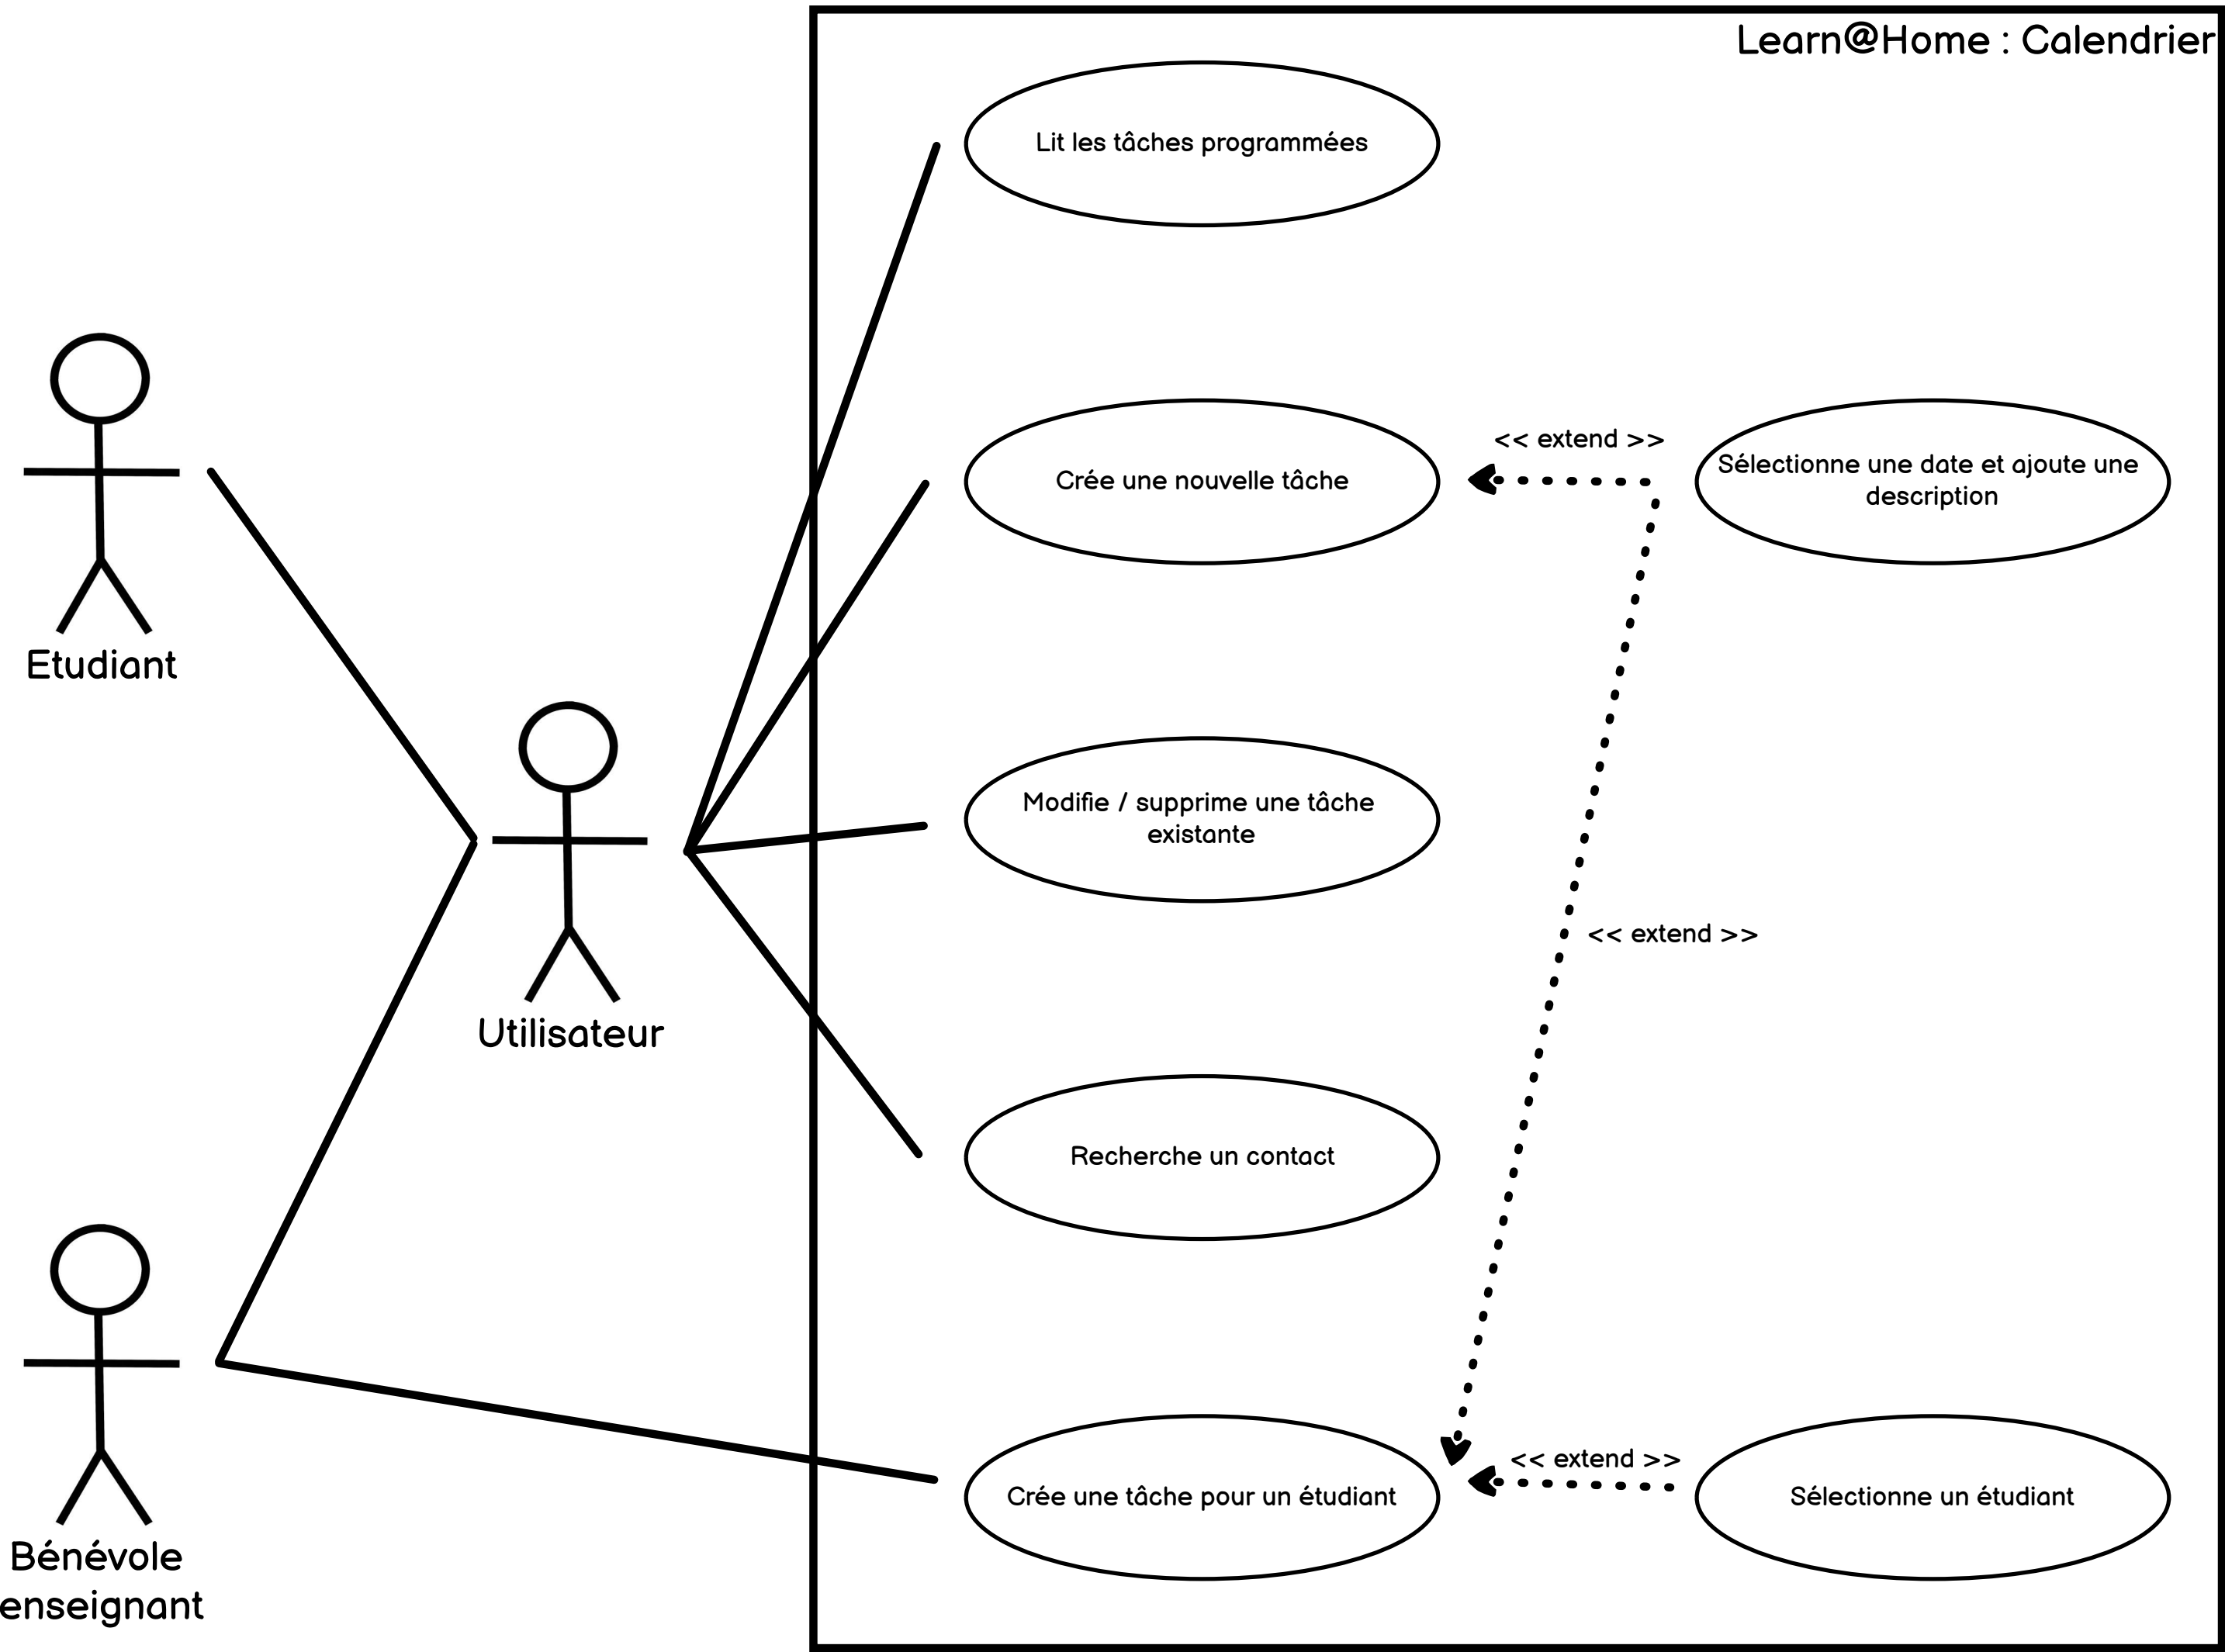 Learn@Home : Calendrier
Lit les tâches programmées
<< extend >>
Crée une nouvelle tâche
Sélectionne une date et ajoute une
description
Etudiant
Modifie / supprime une tâche
existante
<< extend >>
Utilisateur
Recherche un contact
<< extend >>
Crée une tâche pour un étudiant
Sélectionne un étudiant
Bénévole
enseignant